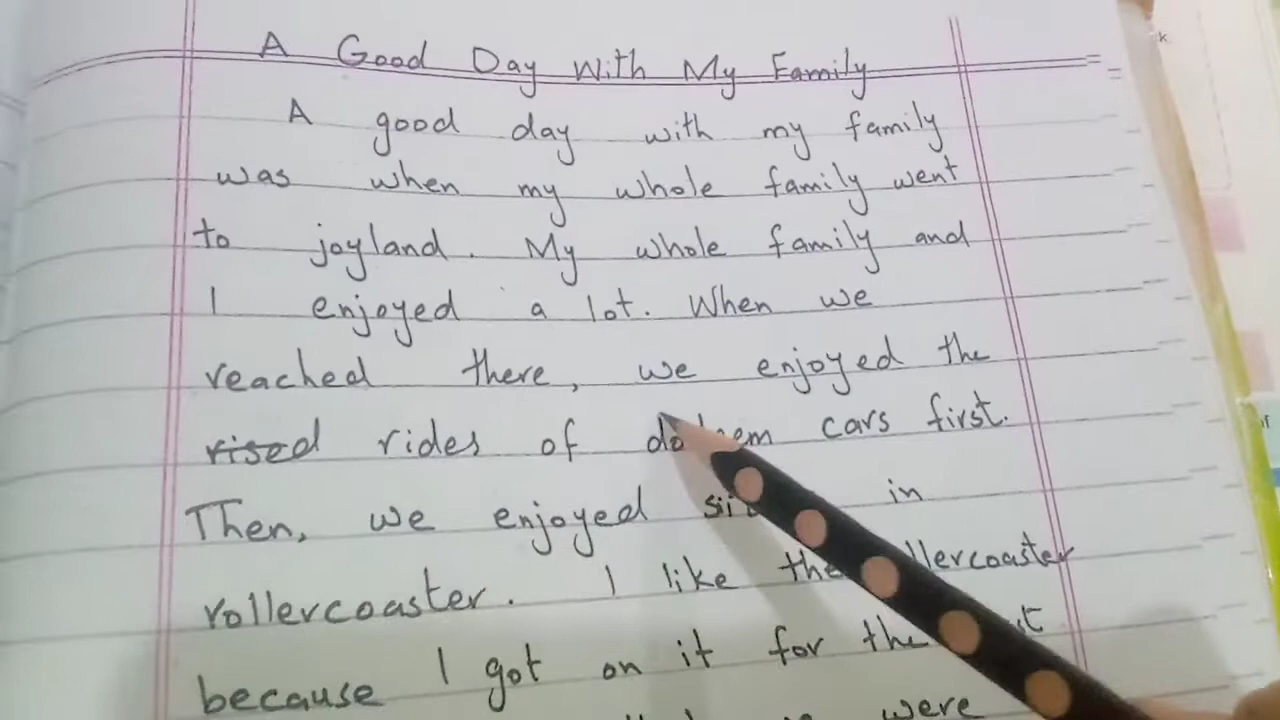 A Good Day With My Family
A good day with my family
was when my whole family went
to joyland. My whole family and
I enjoyed a lot. When we
reached there, we enjoyed the
rised rides of cars first.
Then, we enjoyed in
rollercoaster. I like the
because I got on it for the
were